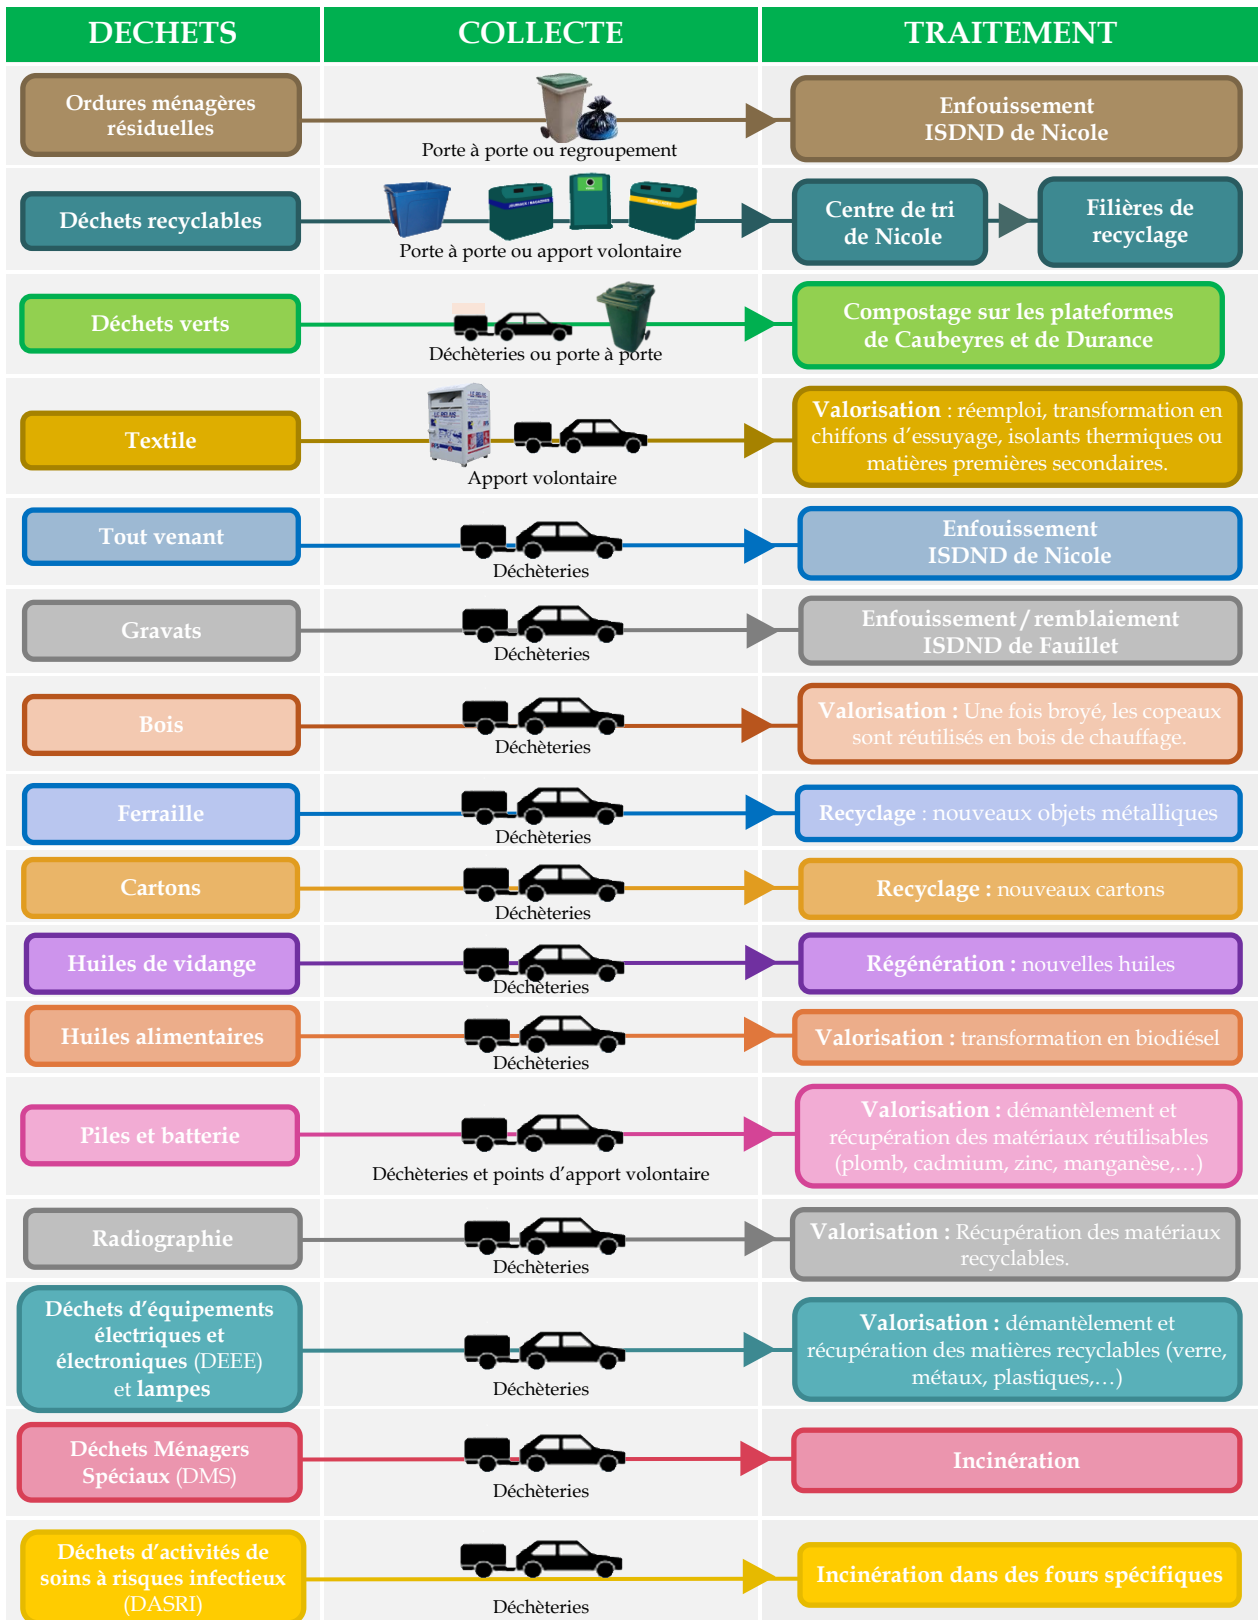 DECHETS
COLLECTE
TRAITEMENT
Ordures ménagères
résiduelles
Porte à porte ou regroupement
Enfouissement
ISDND de Nicole
Déchets recyclables
Porte à porte ou apport volontaire
Centre de tri
de Nicole
Filières de
recyclage
Déchets verts
Déchèteries ou porte à porte
Compostage sur les plateformes
de Caubeyres et de Durance
Textile
LE RELAIS
Apport volontaire
Valorisation : réemploi, transformation en
chiffons d’essuyage, isolants thermiques ou
matières premières secondaires.
Tout venant
Déchèteries
Enfouissement
ISDND de Nicole
Gravats
Déchèteries
Enfouissement / remblaiement
ISDND de Fauillet
Bois
Déchèteries
Valorisation : Une fois broyé, les copeaux
sont réutilisés en bois de chauffage.
Ferraille
Déchèteries
Recyclage : nouveaux objets métalliques
Cartons
Déchèteries
Recyclage : nouveaux cartons
Huiles de vidange
Déchèteries
Régénération : nouvelles huiles
Huiles alimentaires
Déchèteries
Valorisation : transformation en biodiésel
Piles et batterie
Déchèteries et points d’apport volontaire
Valorisation : démantèlement et
récupération des matériaux réutilisables
(plomb, cadmium, zinc, manganèse,…)
Radiographie
Déchèteries
Valorisation : Récupération des matériaux
recyclables.
Déchets d’équipements
électriques et
électroniques (DEEE)
et lampes
Déchèteries
Valorisation : démantèlement et
récupération des matières recyclables (verre,
métaux, plastiques,…)
Déchets Ménagers
Spéciaux (DMS)
Déchèteries
Incinération
Déchets d’activités de
soins à risques infectieux
(DASRI)
Déchèteries
Incinération dans des fours spécifiques